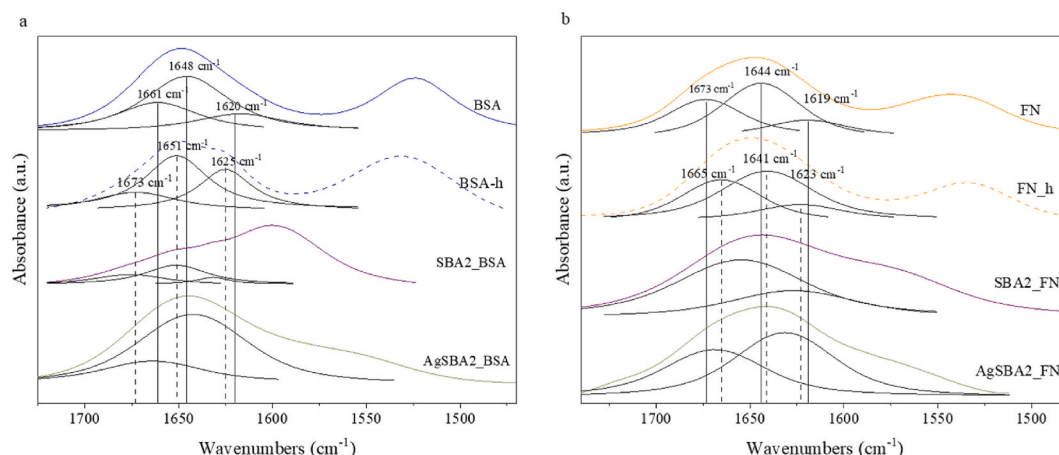 a
1648 cm⁻¹
1661 cm⁻¹
1620 cm⁻¹
BSA
1651 cm⁻¹
1625 cm⁻¹
1673 cm⁻¹
BSA-h
SBA2_BSA
AgSBA2_BSA
Absorbance (a.u.)
1700
1650
1600
1550
1500
Wavenumbers (cm⁻¹)
b
1644 cm⁻¹
1673 cm⁻¹
1619 cm⁻¹
FN
1641 cm⁻¹
1665 cm⁻¹
1623 cm⁻¹
FN_h
SBA2_FN
AgSBA2_FN
Absorbance (a.u.)
1700
1650
1600
1550
1500
Wavenumbers (cm⁻¹)